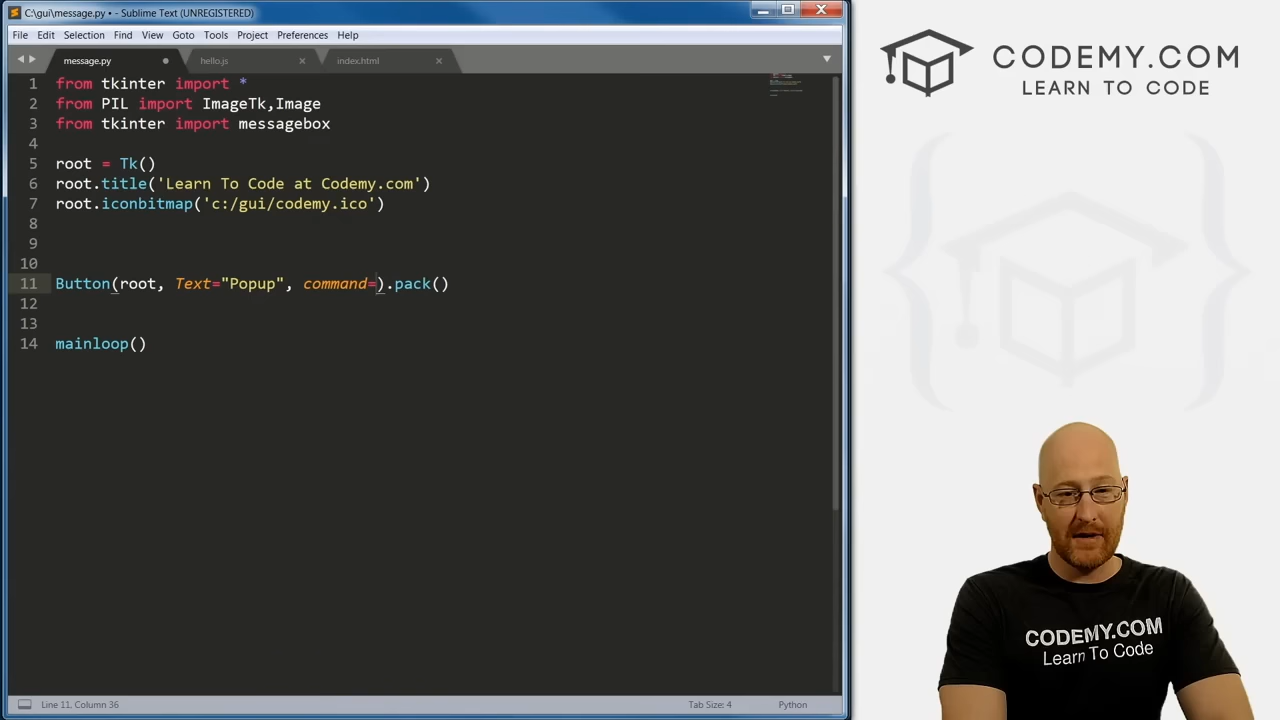 C:\gui\message.py • - Sublime Text (UNREGISTERED)
File Edit Selection Find View Goto Tools Project Preferences Help
message.py hello.js index.html
1 from tkinter import *
2 from PIL import ImageTk,Image
3 from tkinter import messagebox
4
5 root = Tk()
6 root.title('Learn To Code at Codemy.com')
7 root.iconbitmap('c:/gui/codemy.ico')
8
9
10
11 Button(root, Text="Popup", command=).pack()
12
13
14 mainloop()
Line 11, Column 36 Tab Size: 4 Python
CODEMY.COM
LEARN TO CODE
CODEMY.COM
Learn To Code